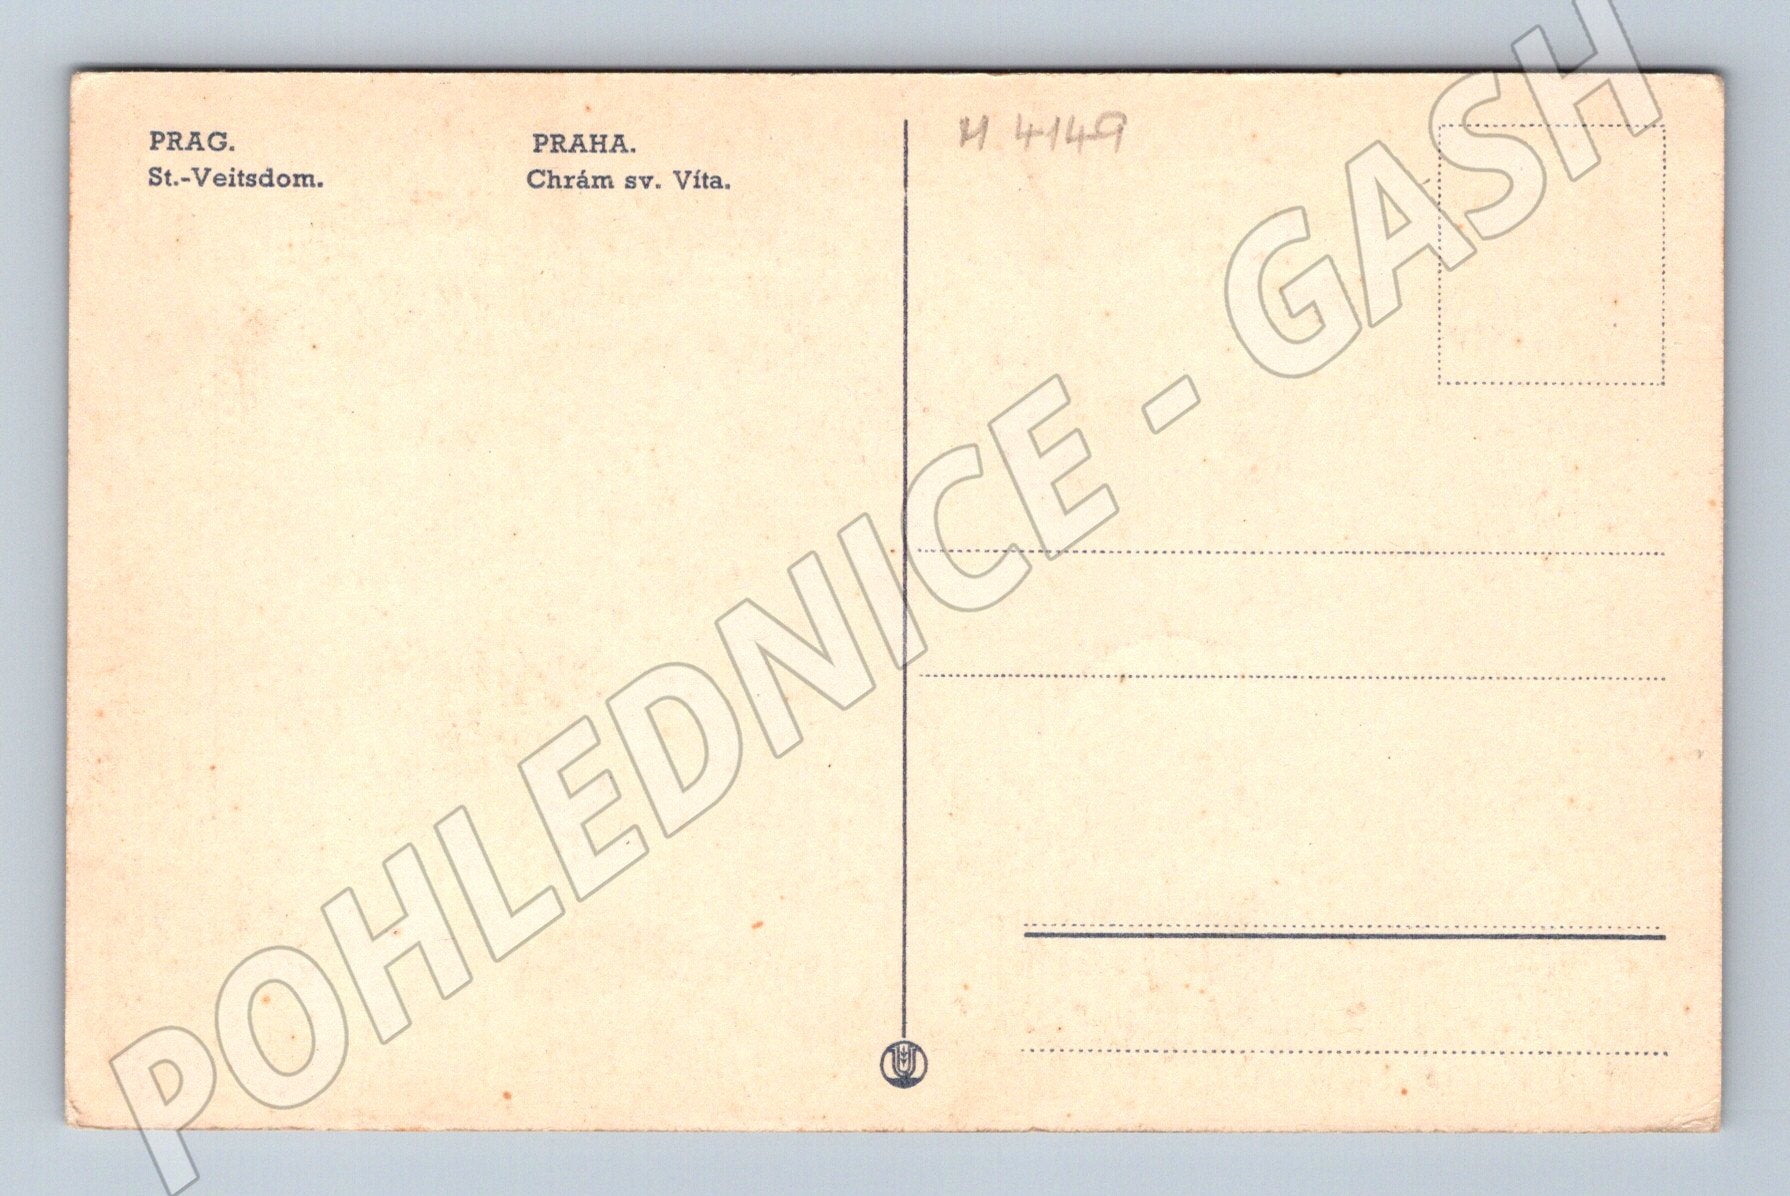 PRAG.
St.-Veitsdom.
PRAHA.
Chrám sv. Víta.
H 4149
POHLEDNICE - GASH